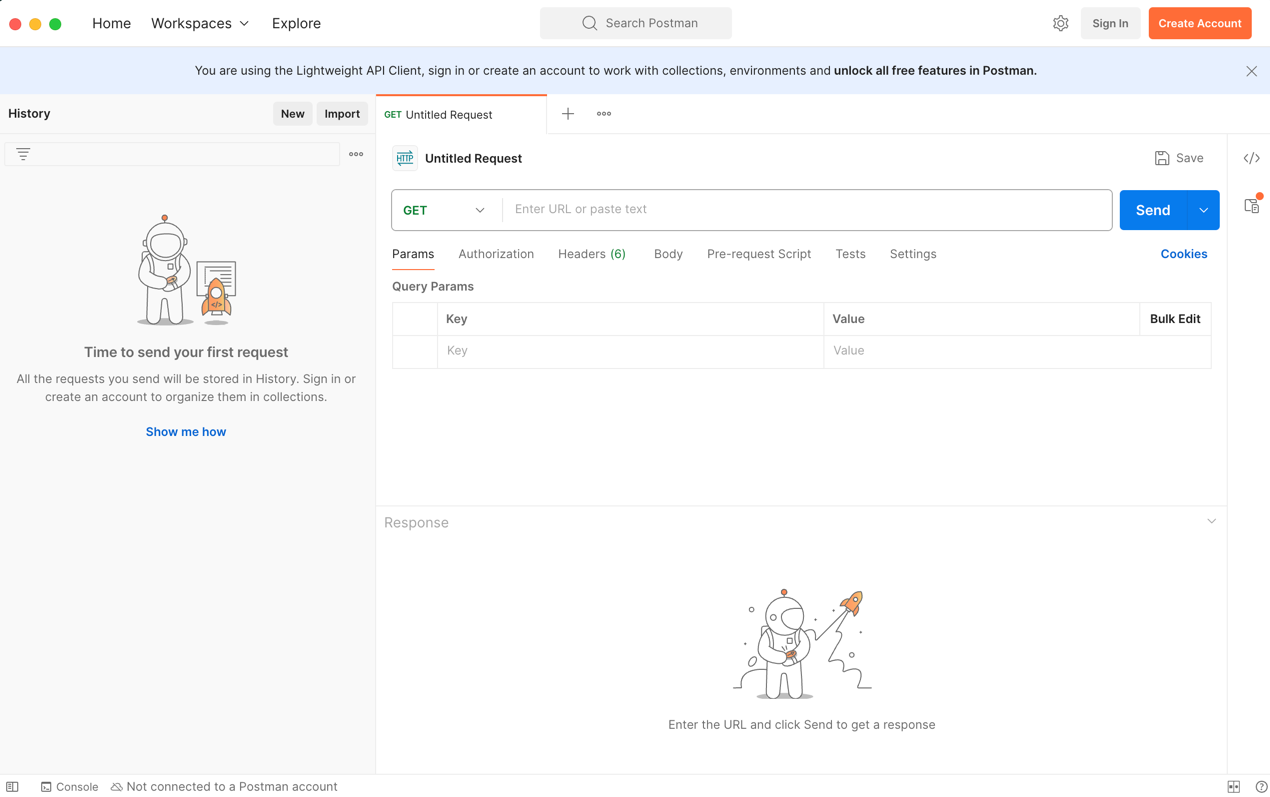 Home Workspaces Explore Search Postman Sign In Create Account
You are using the Lightweight API Client, sign in or create an account to work with collections, environments and unlock all free features in Postman.
History New Import
GET Untitled Request
HTTP Untitled Request Save </>
GET Enter URL or paste text Send
Params Authorization Headers (6) Body Pre-request Script Tests Settings Cookies
Query Params
Key Value Bulk Edit
Key Value
</>
Time to send your first request
All the requests you send will be stored in History. Sign in or
create an account to organize them in collections.
Show me how
Response
Enter the URL and click Send to get a response
Console Not connected to a Postman account